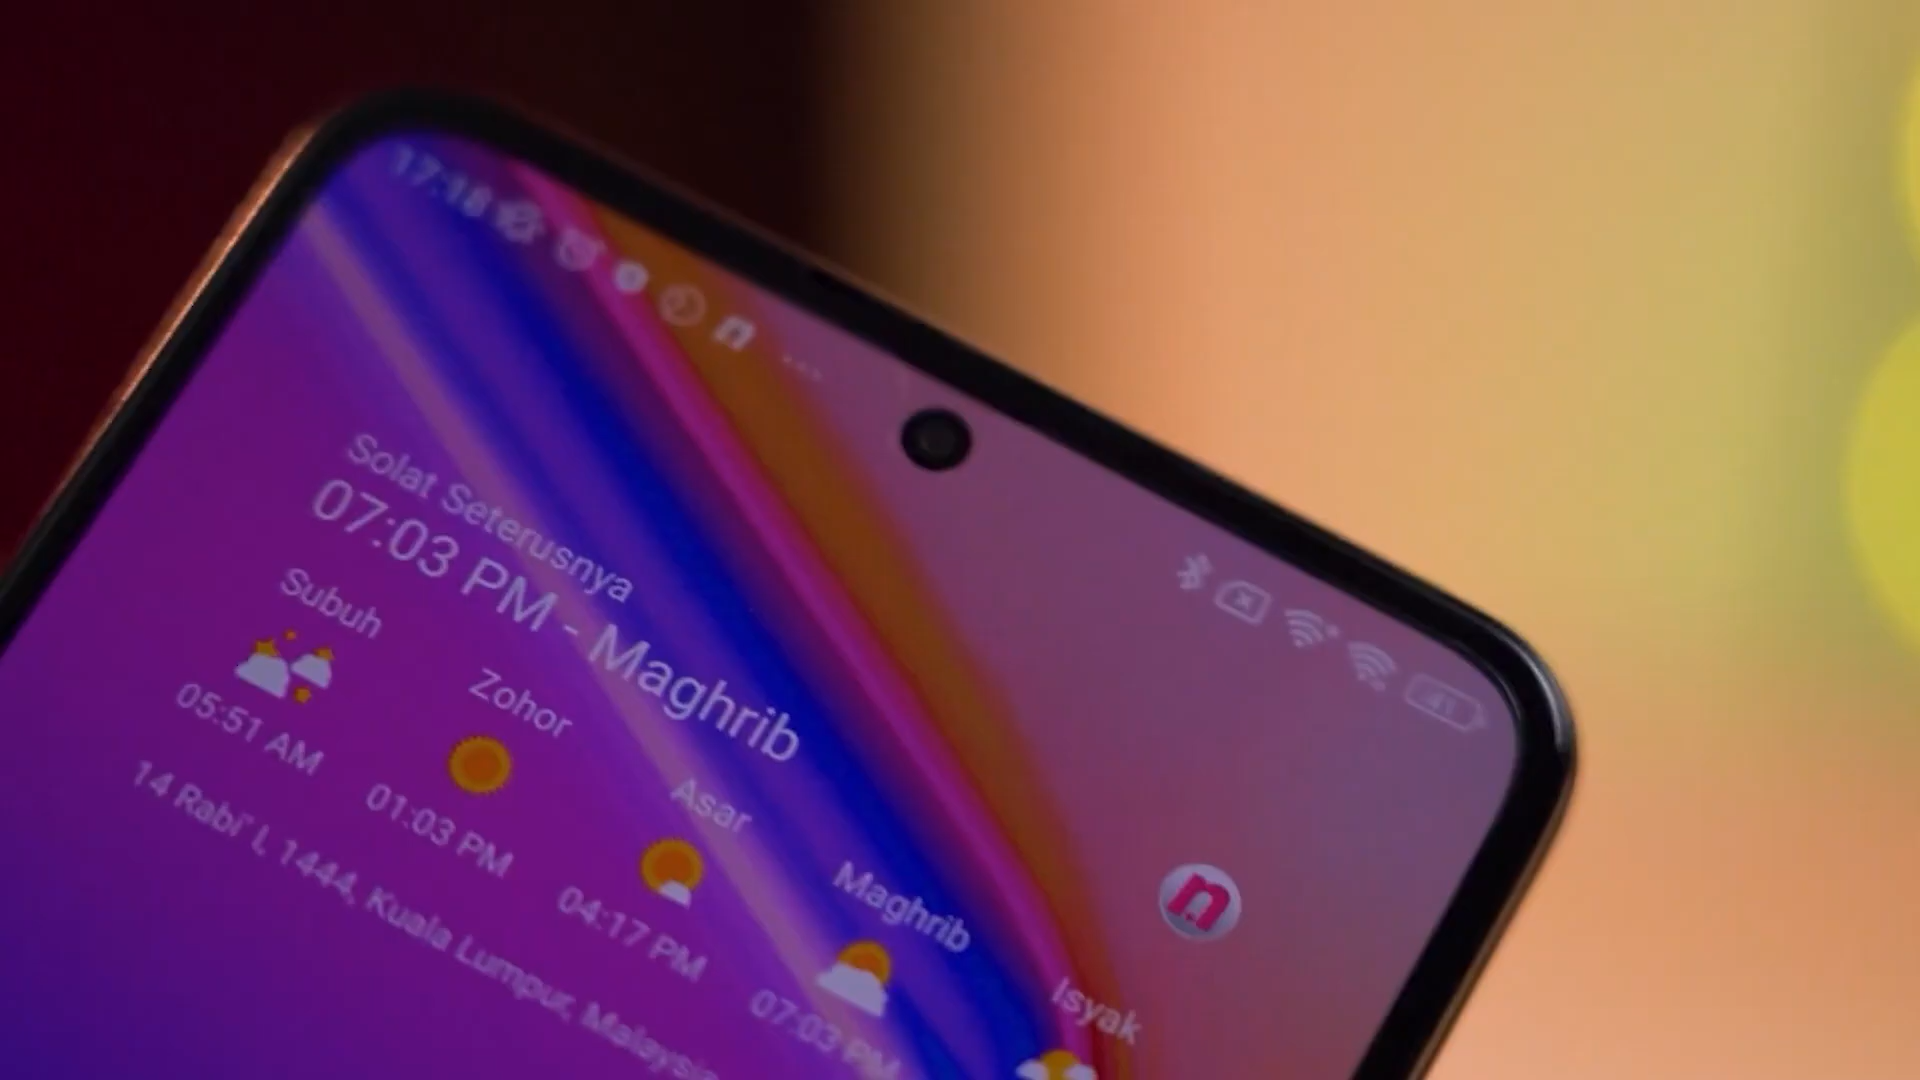 17:18
Solat Seterusnya
07:03 PM - Maghrib
Subuh
Zohor
Asar
Maghrib
Isyak
05:51 AM
01:03 PM
04:17 PM
07:03 PM
14 Rabi' I, 1444, Kuala Lumpur, Malaysia
n